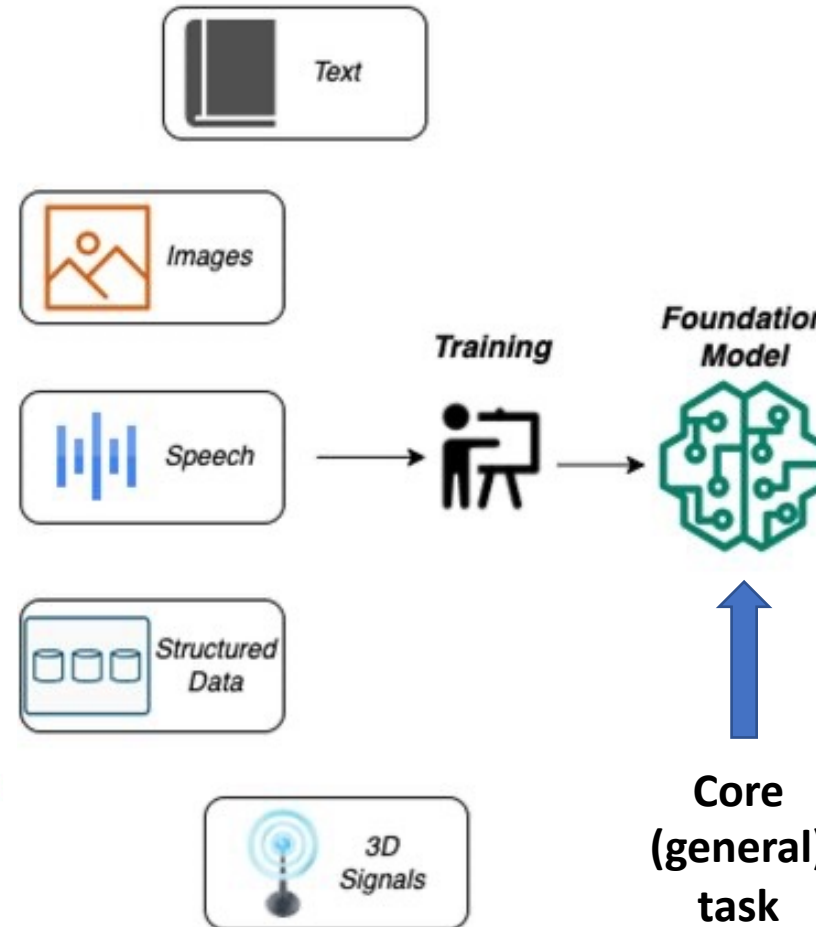 Text
Images
Speech
Structured
Data
3D
Signals
Training
Foundation
Model
Core
(general)
task